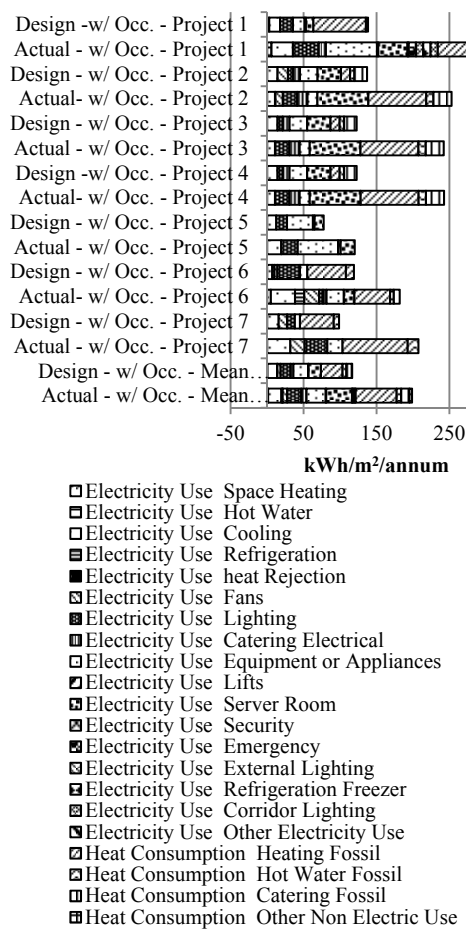 Design -w/ Occ. - Project 1
Actual - w/ Occ. - Project 1
Design - w/ Occ. - Project 2
Actual- w/ Occ. - Project 2
Design - w/ Occ. - Project 3
Actual - w/ Occ. - Project 3
Design -w/ Occ. - Project 4
Actual- w/ Occ. - Project 4
Design - w/ Occ. - Project 5
Actual - w/ Occ. - Project 5
Design - w/ Occ. - Project 6
Actual- w/ Occ. - Project 6
Design - w/ Occ. - Project 7
Actual - w/ Occ. - Project 7
Design - w/ Occ. - Mean…
Actual - w/ Occ. - Mean…
-50 50 150 250
kWh/m²/annum
Electricity Use Space Heating
Electricity Use Hot Water
Electricity Use Cooling
Electricity Use Refrigeration
Electricity Use heat Rejection
Electricity Use Fans
Electricity Use Lighting
Electricity Use Catering Electrical
Electricity Use Equipment or Appliances
Electricity Use Lifts
Electricity Use Server Room
Electricity Use Security
Electricity Use Emergency
Electricity Use External Lighting
Electricity Use Refrigeration Freezer
Electricity Use Corridor Lighting
Electricity Use Other Electricity Use
Heat Consumption Heating Fossil
Heat Consumption Hot Water Fossil
Heat Consumption Catering Fossil
Heat Consumption Other Non Electric Use